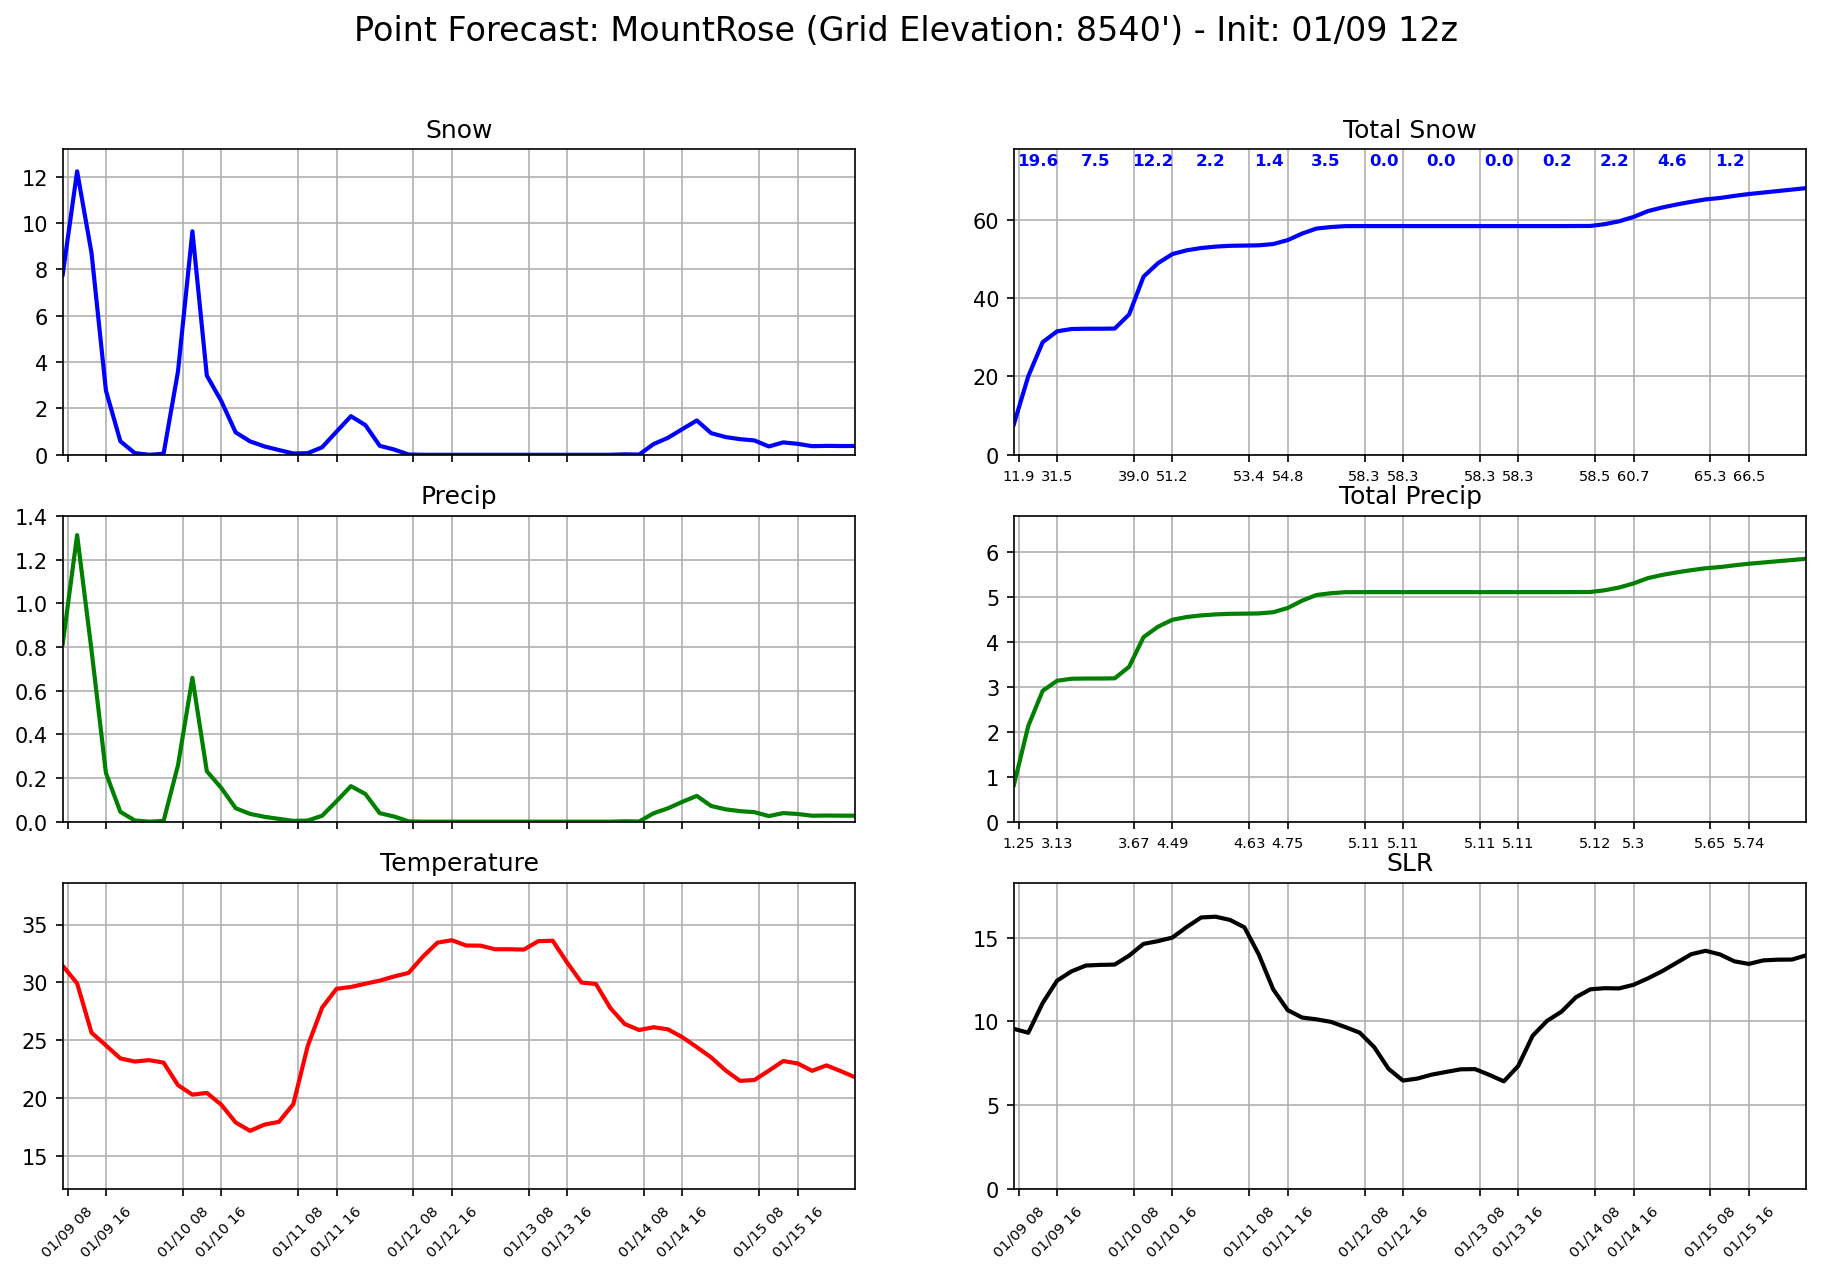 Point Forecast: MountRose (Grid Elevation: 8540') - Init: 01/09 12z
Snow
12
10
8
6
4
2
0
Total Snow
19.6 7.5 12.2 2.2 1.4 3.5 0.0 0.0 0.0 0.2 2.2 4.6 1.2
60
40
20
0
11.9 31.5 39.0 51.2 53.4 54.8 58.3 58.3 58.3 58.3 58.5 60.7 65.3 66.5
Precip
1.4
1.2
1.0
0.8
0.6
0.4
0.2
0.0
Total Precip
6
5
4
3
2
1
0
1.25 3.13 3.67 4.49 4.63 4.75 5.11 5.11 5.11 5.11 5.12 5.3 5.65 5.74
Temperature
35
30
25
20
15
01/09 08 01/09 16 01/10 08 01/10 16 01/11 08 01/11 16 01/12 08 01/12 16 01/13 08 01/13 16 01/14 08 01/14 16 01/15 08 01/15 16
SLR
15
10
5
0
01/09 08 01/09 16 01/10 08 01/10 16 01/11 08 01/11 16 01/12 08 01/12 16 01/13 08 01/13 16 01/14 08 01/14 16 01/15 08 01/15 16